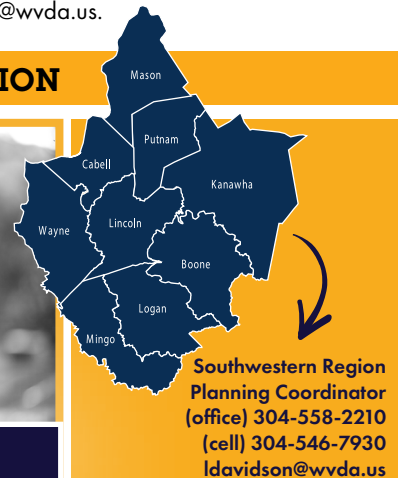 @wvda.us.
ION
Mason
Putnam
Cabell
Kanawha
Lincoln
Wayne
Boone
Logan
Mingo
Southwestern Region
Planning Coordinator
(office) 304-558-2210
(cell) 304-546-7930
ldavidson@wvda.us